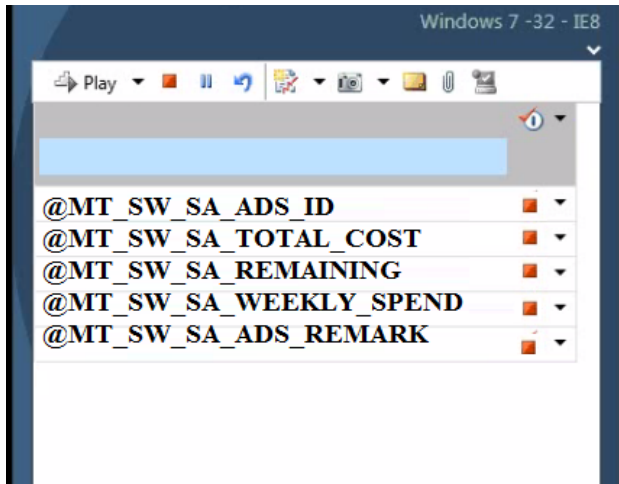 Windows 7 -32 - IE8
Play
@MT_SW_SA_ADS_ID
@MT_SW_SA_TOTAL_COST
@MT_SW_SA_REMAINING
@MT_SW_SA_WEEKLY_SPEND
@MT_SW_SA_ADS_REMARK